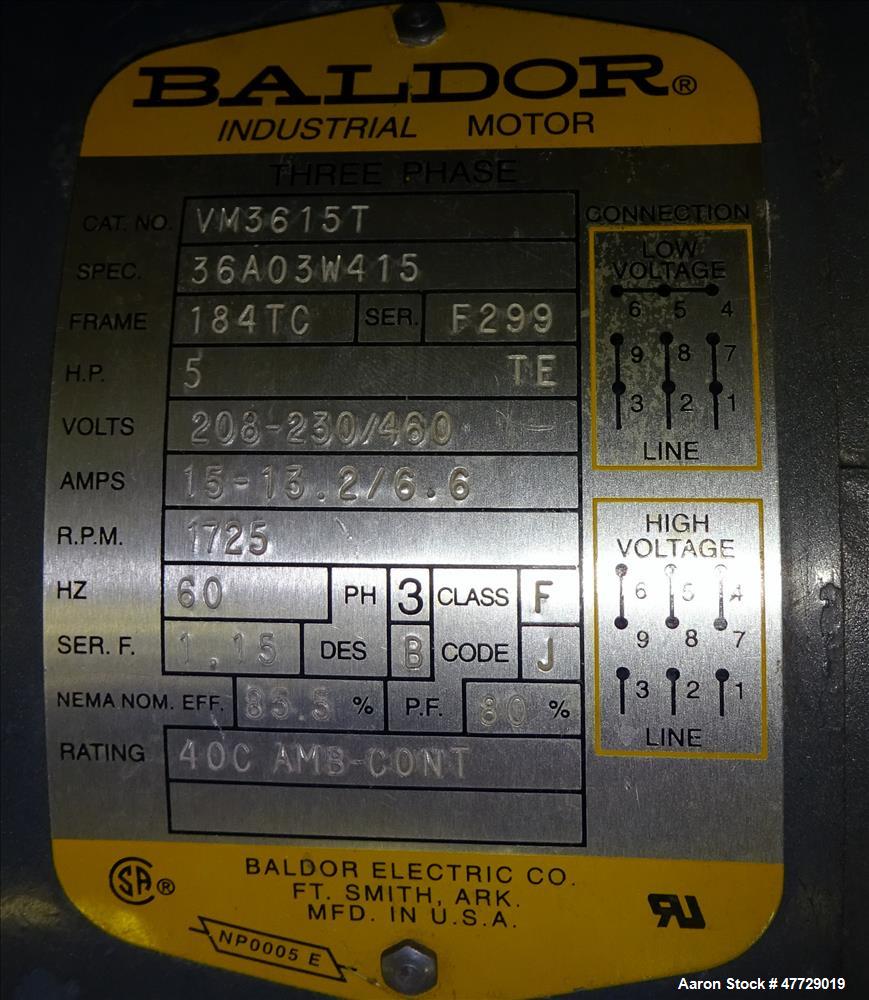 BALDOR®
INDUSTRIAL MOTOR
THREE PHASE
CAT. NO. VM3615T
SPEC. 36A03W415
FRAME 184TC SER. F299
H.P. 5 TE
VOLTS 208-230/460
AMPS 15-13.2/6.6
R.P.M. 1725
HZ 60 PH 3 CLASS F
SER. F. 1.15 DES B CODE J
NEMA NOM. EFF. 85.5 % P.F. 80 %
RATING 40C AMB-CONT
CONNECTION
LOW
VOLTAGE
6 5 4
9 8 7
3 2 1
LINE
HIGH
VOLTAGE
6 5 4
9 8 7
3 2 1
LINE
SA®
BALDOR ELECTRIC CO.
FT. SMITH, ARK.
MFD. IN U.S.A.
NP0005 E
RU
Aaron Stock # 47729019